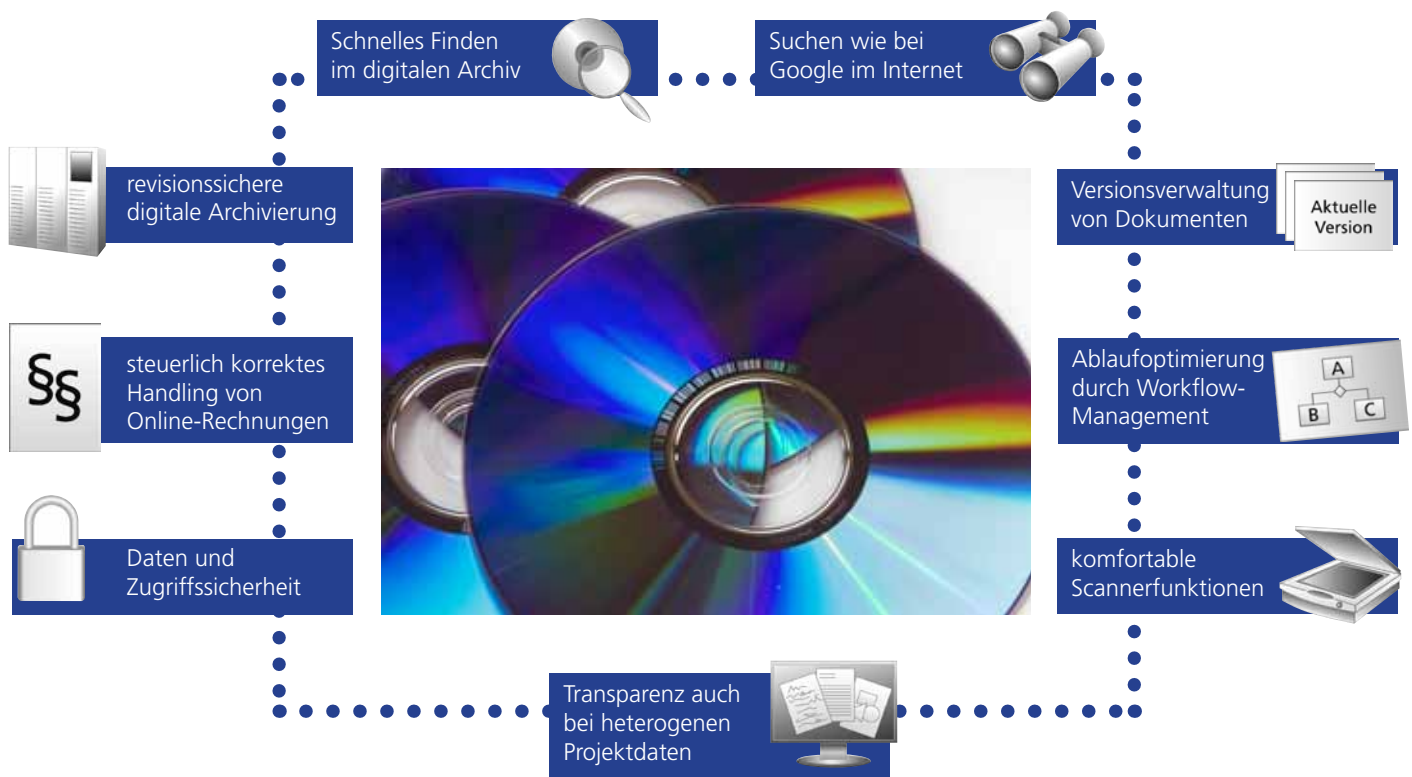 Schnelles Finden
im digitalen Archiv
Suchen wie bei
Google im Internet
revisionssichere
digitale Archivierung
Versionsverwaltung
von Dokumenten
Aktuelle
Version
§§
steuerlich korrektes
Handling von
Online-Rechnungen
Ablaufoptimierung
durch Workflow-
Management
A
B
C
Daten und
Zugriffssicherheit
komfortable
Scannerfunktionen
Transparenz auch
bei heterogenen
Projektdaten